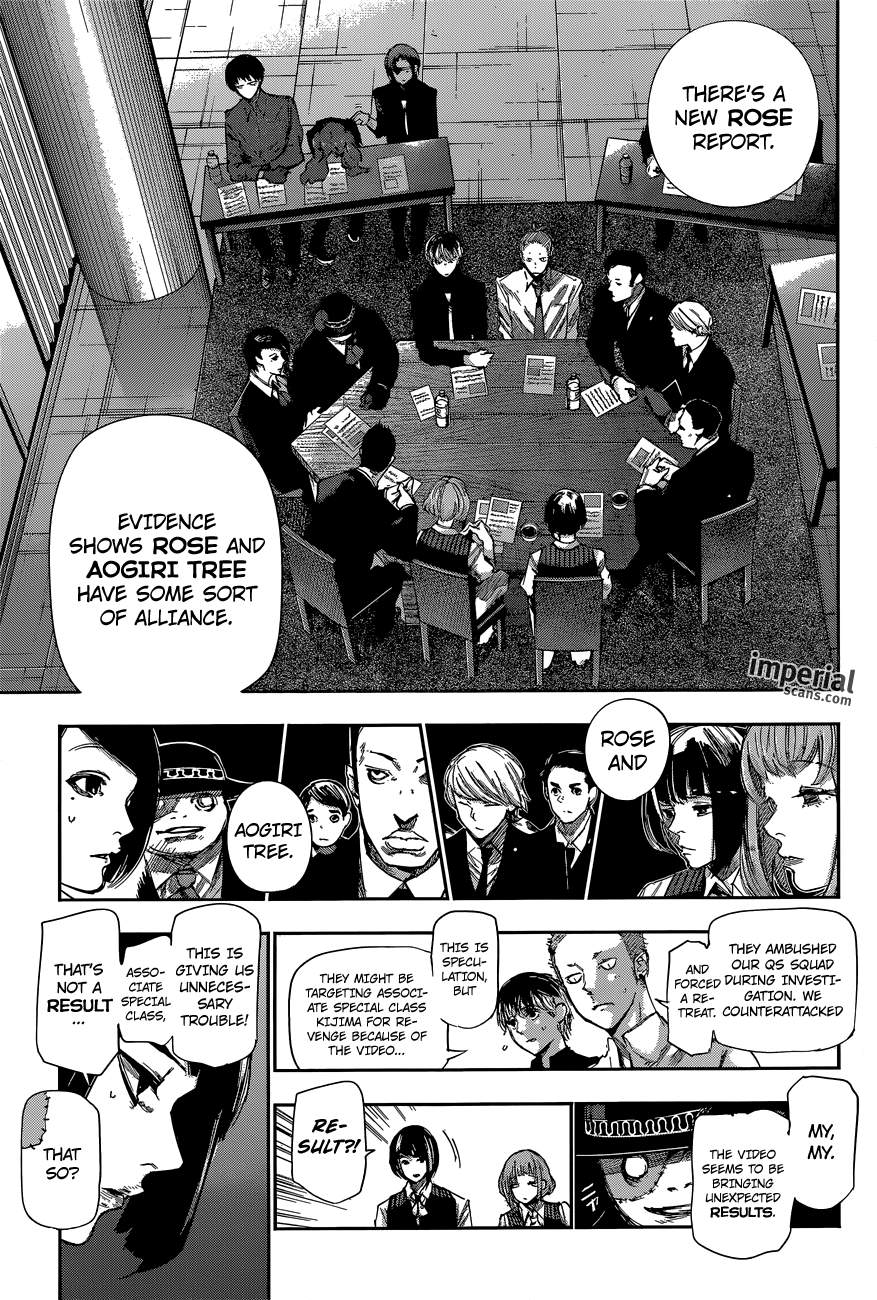 THERE'S A
NEW ROSE
REPORT.
EVIDENCE
SHOWS ROSE AND
AOGIRI TREE
HAVE SOME SORT
OF ALLIANCE.
imperial
scans.com
ROSE
AND
AOGIRI
TREE.
THEY AMBUSHED
OUR QS SQUAD
DURING INVESTI-
GATION. WE
COUNTERATTACKED
AND
FORCED
A RE-
TREAT.
THIS IS
SPECU-
LATION,
BUT
THEY MIGHT BE
TARGETING ASSOCI-
ATE SPECIAL CLASS
KIJIMA FOR RE-
VENGE BECAUSE OF
THE VIDEO...
MY,
MY.
THE VIDEO
SEEMS TO BE
BRINGING
UNEXPECTED
RESULTS.
RE-
SULT?!
THIS IS
GIVING US
UNNECES-
SARY
TROUBLE!
ASSO-
CIATE
SPECIAL
CLASS,
THAT'S
NOT A
RESULT
...
THAT
SO?